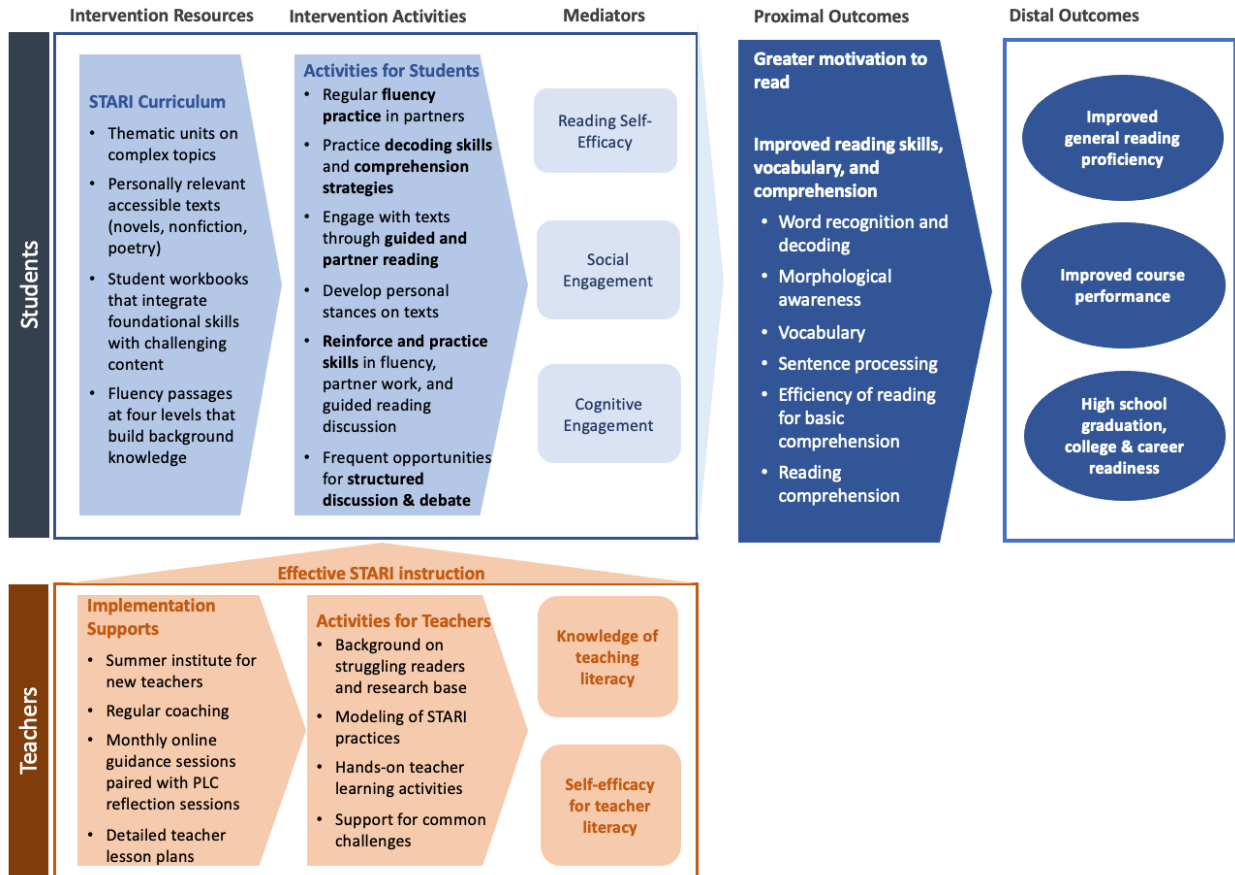 Intervention Resources
Intervention Activities
Mediators
Proximal Outcomes
Distal Outcomes
Students
STARI Curriculum
• Thematic units on
complex topics
• Personally relevant
accessible texts
(novels, nonfiction,
poetry)
• Student workbooks
that integrate
foundational skills
with challenging
content
• Fluency passages
at four levels that
build background
knowledge
Activities for Students
• Regular fluency
practice in partners
• Practice decoding skills
and comprehension
strategies
• Engage with texts
through guided and
partner reading
• Develop personal
stances on texts
• Reinforce and practice
skills in fluency,
partner work, and
guided reading
discussion
• Frequent opportunities
for structured
discussion & debate
Reading Self-
Efficacy
Social
Engagement
Cognitive
Engagement
Greater motivation to
read
Improved reading skills,
vocabulary, and
comprehension
• Word recognition and
decoding
• Morphological
awareness
• Vocabulary
• Sentence processing
• Efficiency of reading
for basic
comprehension
• Reading
comprehension
Improved
general reading
proficiency
Improved course
performance
High school
graduation,
college & career
readiness
Effective STARI instruction
Teachers
Implementation
Supports
• Summer institute for
new teachers
• Regular coaching
• Monthly online
guidance sessions
paired with PLC
reflection sessions
• Detailed teacher
lesson plans
Activities for Teachers
• Background on
struggling readers
and research base
• Modeling of STARI
practices
• Hands-on teacher
learning activities
• Support for common
challenges
Knowledge of
teaching
literacy
Self-efficacy
for teacher
literacy